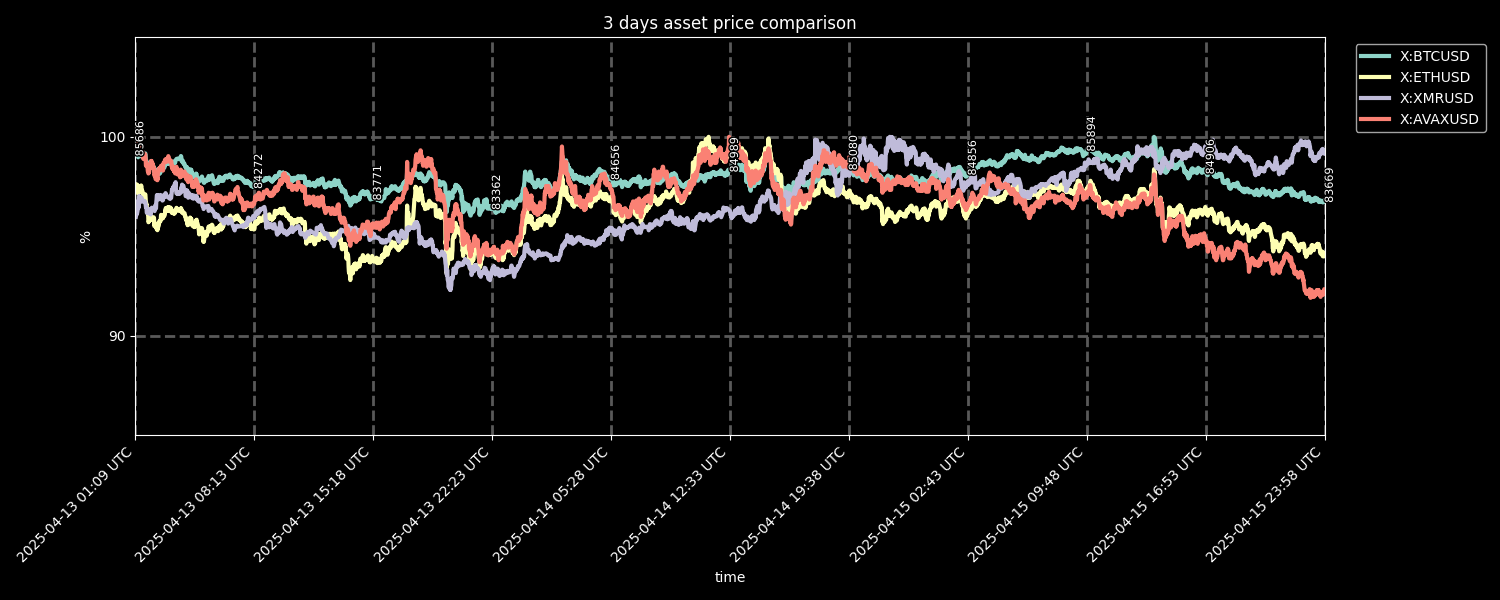 3 days asset price comparison
X:BTCUSD
X:ETHUSD
X:XMRUSD
X:AVAXUSD
100
90
%
85686
84272
83771
83362
84656
84989
85080
84856
85894
84906
83669
2025-04-13 01:09 UTC
2025-04-13 08:13 UTC
2025-04-13 15:18 UTC
2025-04-13 22:23 UTC
2025-04-14 05:28 UTC
2025-04-14 12:33 UTC
2025-04-14 19:38 UTC
2025-04-15 02:43 UTC
2025-04-15 09:48 UTC
2025-04-15 16:53 UTC
2025-04-15 23:58 UTC
time